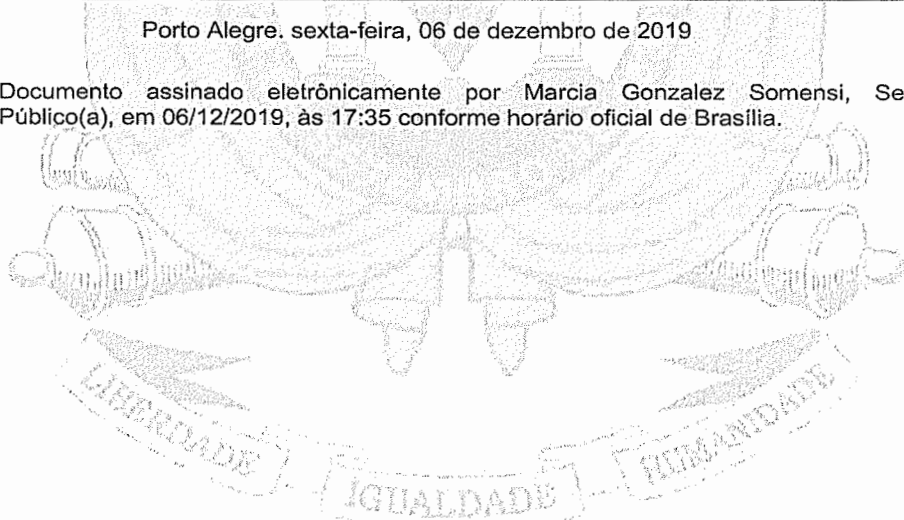 Porto Alegre. sexta-feira, 06 de dezembro de 2019
Documento assinado eletrônicamente por Marcia Gonzalez Somensi, Se
Público(a), em 06/12/2019, às 17:35 conforme horário oficial de Brasília.
LIBERDADE
IGUALDADE
HUMANIDADE